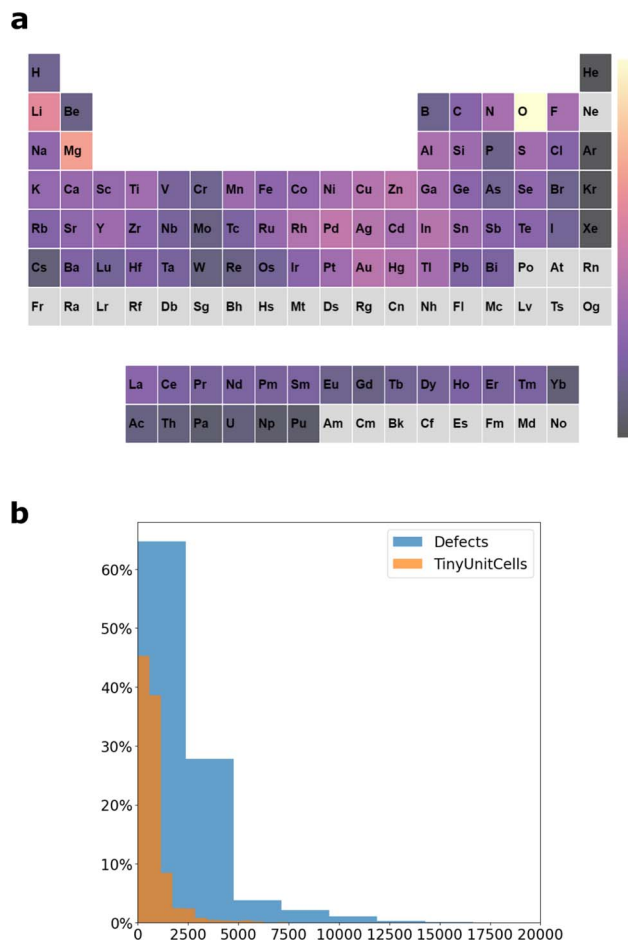 a
H He
Li Be B C N O F Ne
Na Mg Al Si P S Cl Ar
K Ca Sc Ti V Cr Mn Fe Co Ni Cu Zn Ga Ge As Se Br Kr
Rb Sr Y Zr Nb Mo Tc Ru Rh Pd Ag Cd In Sn Sb Te I Xe
Cs Ba Lu Hf Ta W Re Os Ir Pt Au Hg Tl Pb Bi Po At Rn
Fr Ra Lr Rf Db Sg Bh Hs Mt Ds Rg Cn Nh Fl Mc Lv Ts Og
La Ce Pr Nd Pm Sm Eu Gd Tb Dy Ho Er Tm Yb
Ac Th Pa U Np Pu Am Cm Bk Cf Es Fm Md No
b
Defects
TinyUnitCells
60%
50%
40%
30%
20%
10%
0%
0 2500 5000 7500 10000 12500 15000 17500 20000